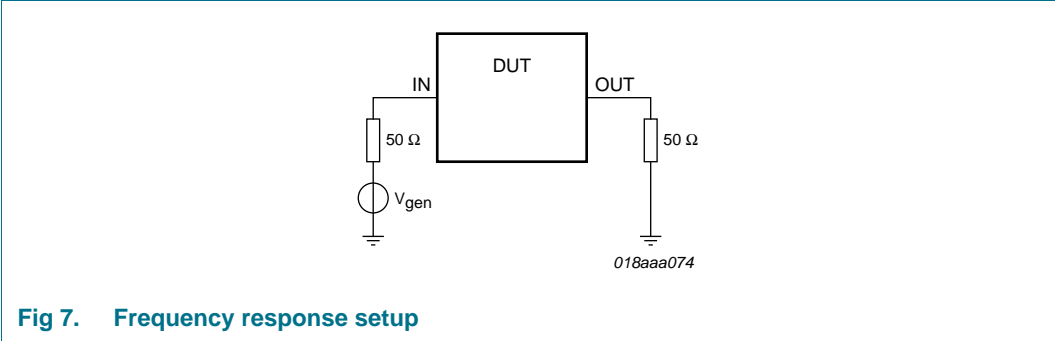 DUT
IN
OUT
50 Ω
50 Ω
Vgen
018aaa074
Fig 7. Frequency response setup